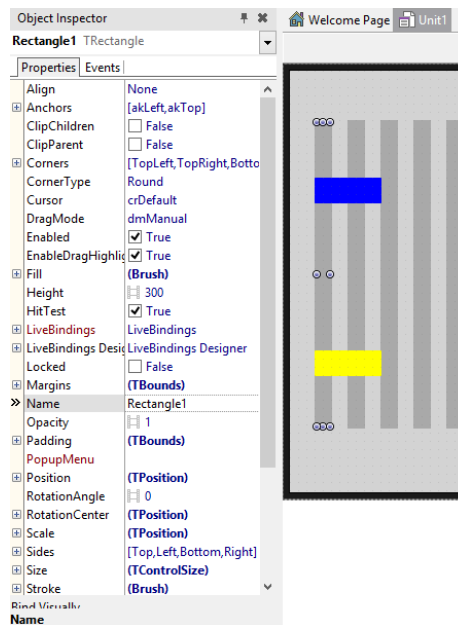 Object Inspector
Welcome Page Unit1
Rectangle1 TRectangle
Properties Events
Align None
Anchors [akLeft,akTop]
ClipChildren False
ClipParent False
Corners [TopLeft,TopRight,Botto
CornerType Round
Cursor crDefault
DragMode dmManual
Enabled True
EnableDragHighlig True
Fill (Brush)
Height 300
HitTest True
LiveBindings LiveBindings
LiveBindings Desig LiveBindings Designer
Locked False
Margins (TBounds)
Name Rectangle1
Opacity 1
Padding (TBounds)
PopupMenu
Position (TPosition)
RotationAngle 0
RotationCenter (TPosition)
Scale (TPosition)
Sides [Top,Left,Bottom,Right]
Size (TControlSize)
Stroke (Brush)
Bind Visually
Name